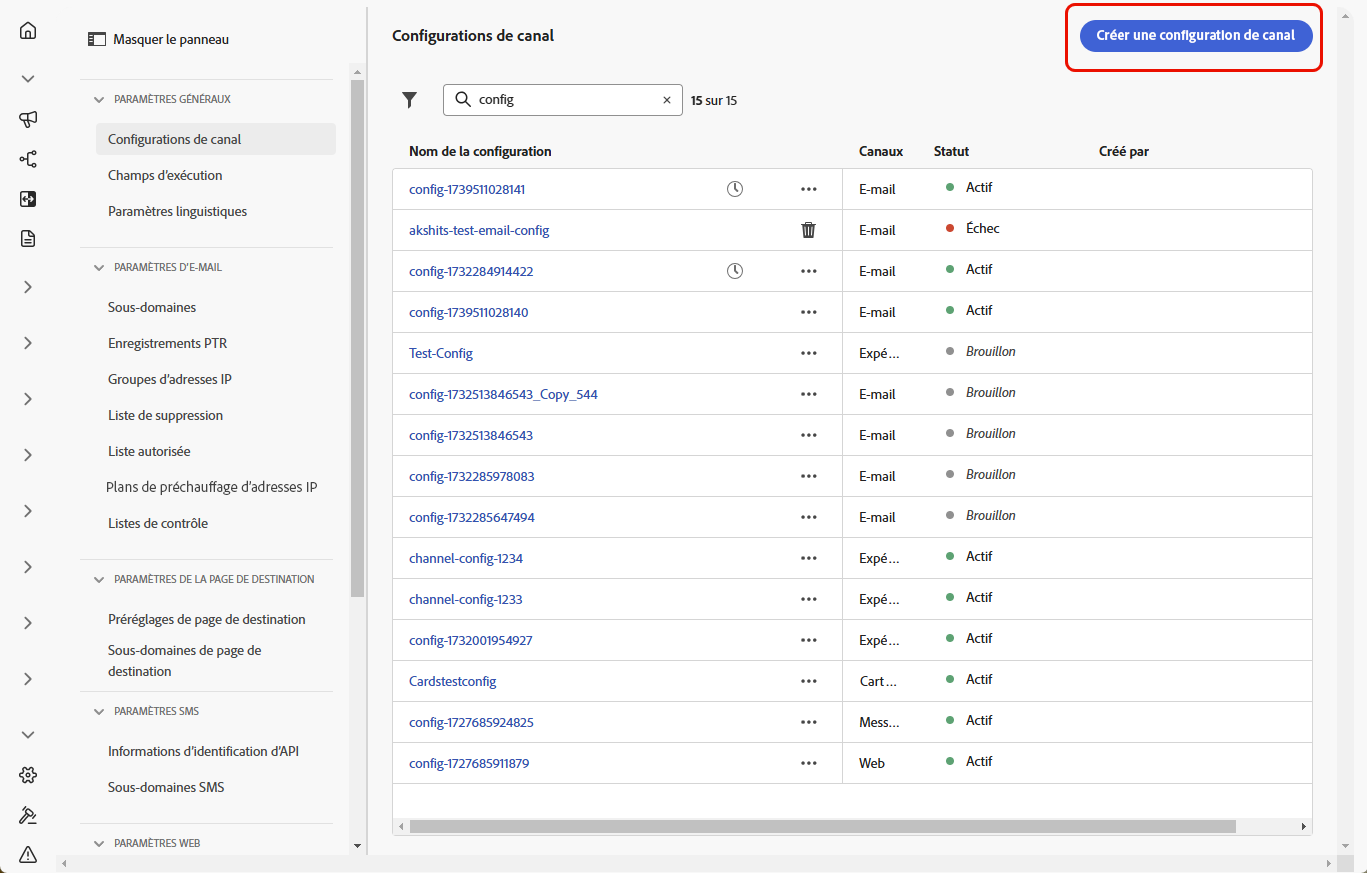 Masquer le panneau
PARAMÈTRES GÉNÉRAUX
Configurations de canal
Champs d'exécution
Paramètres linguistiques
PARAMÈTRES D'E-MAIL
Sous-domaines
Enregistrements PTR
Groupes d'adresses IP
Liste de suppression
Liste autorisée
Plans de préchauffage d'adresses IP
Listes de contrôle
PARAMÈTRES DE LA PAGE DE DESTINATION
Préréglages de page de destination
Sous-domaines de page de
destination
PARAMÈTRES SMS
Informations d'identification d'API
Sous-domaines SMS
PARAMÈTRES WEB
Configurations de canal
Créer une configuration de canal
config
15 sur 15
Nom de la configuration Canaux Statut Créé par
config-1739511028141 E-mail Actif
akshits-test-email-config E-mail Échec
config-1732284914422 E-mail Actif
config-1739511028140 E-mail Actif
Test-Config Expé... Brouillon
config-1732513846543_Copy_544 E-mail Brouillon
config-1732513846543 E-mail Brouillon
config-1732285978083 E-mail Brouillon
config-1732285647494 E-mail Brouillon
channel-config-1234 Expé... Actif
channel-config-1233 Expé... Actif
config-1732001954927 Expé... Actif
Cardstestconfig Cart... Actif
config-1727685924825 Mess... Actif
config-1727685911879 Web Actif